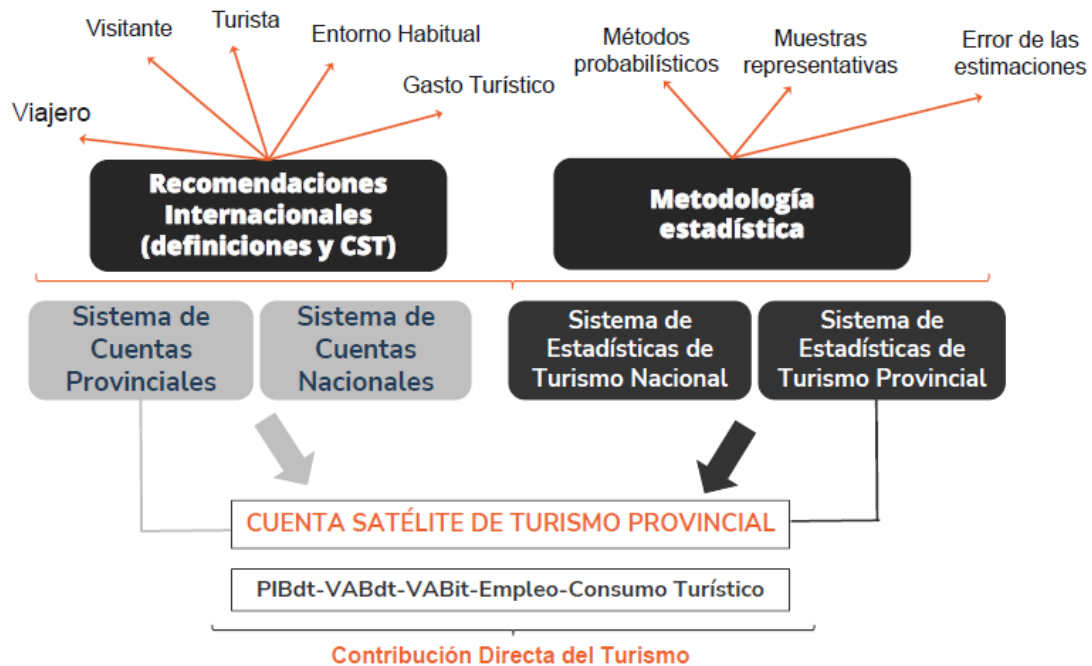 Visitante
Turista
Entorno Habitual
Gasto Turístico
Viajero
Métodos
probabilísticos
Muestras
representativas
Error de las
estimaciones
Recomendaciones
Internacionales
(definiciones y CST)
Metodología
estadística
Sistema de
Cuentas
Provinciales
Sistema de
Cuentas
Nacionales
Sistema de
Estadísticas de
Turismo Nacional
Sistema de
Estadísticas de
Turismo Provincial
CUENTA SATÉLITE DE TURISMO PROVINCIAL
PIBdt-VABdt-VABit-Empleo-Consumo Turístico
Contribución Directa del Turismo